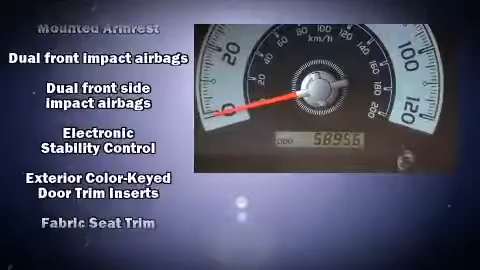 Mounted Armrest
Dual front impact airbags
Dual front side
impact airbags
Electronic
Stability Control
Exterior Color-Keyed
Door Trim Inserts
Fabric Seat Trim
0
20
100
120
20
40
60
80
100
120
140
160
180
200
km/h
ODO 58956